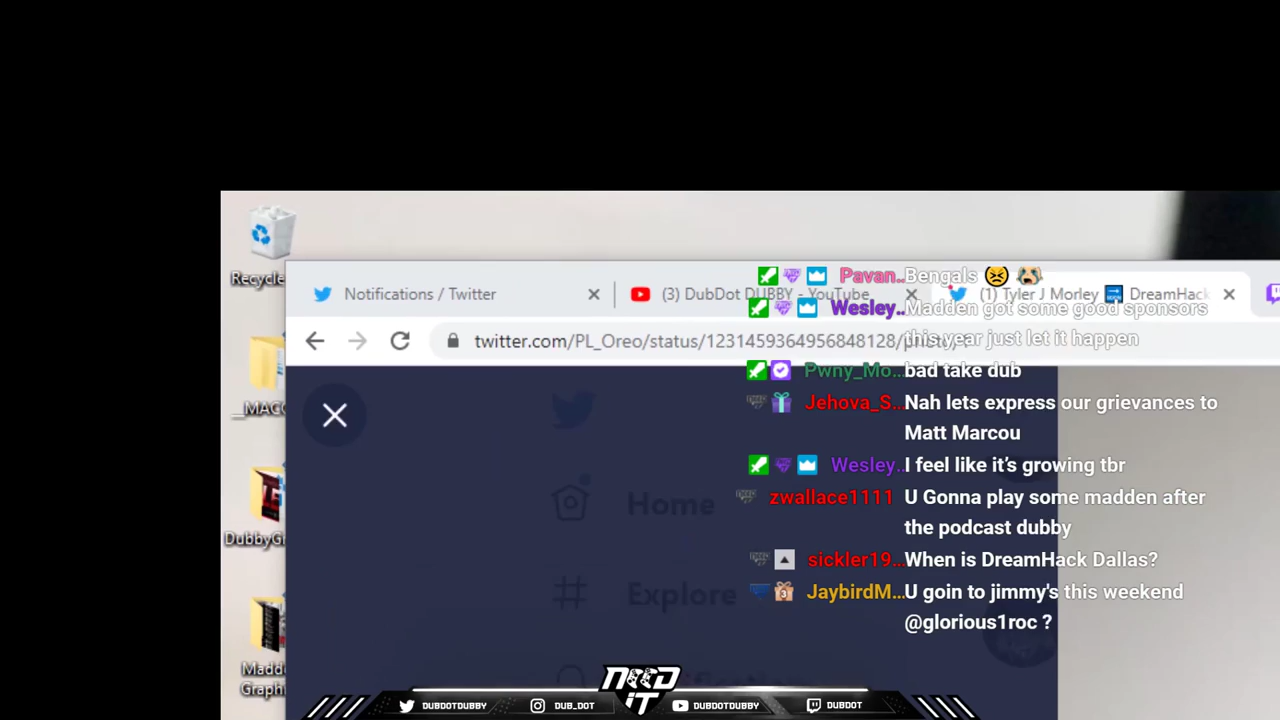 Recycle
Notifications / Twitter
(3) DubDot DUBBY - YouTube
(1) Tyler J Morley DreamHack
twitter.com/PL_Oreo/status/1231459364956848128/photo
Pavan.. Bengals 😣 😭
Wesley.. Madden got some good sponsors
this year just let it happen
Pwny_Mo... bad take dub
Jehova_S... Nah lets express our grievances to
Matt Marcou
Wesley.. I feel like it's growing tbr
zwallace1111 U Gonna play some madden after
the podcast dubby
sickler19... When is DreamHack Dallas?
JaybirdM... U goin to jimmy's this weekend
@glorious1roc ?
Home
Explore
__MAC
DubbyG
Madd
Graph
NEED
IT
DUBDOTDUBBY
DUB_DOT
DUBDOTDUBBY
DUBDOT